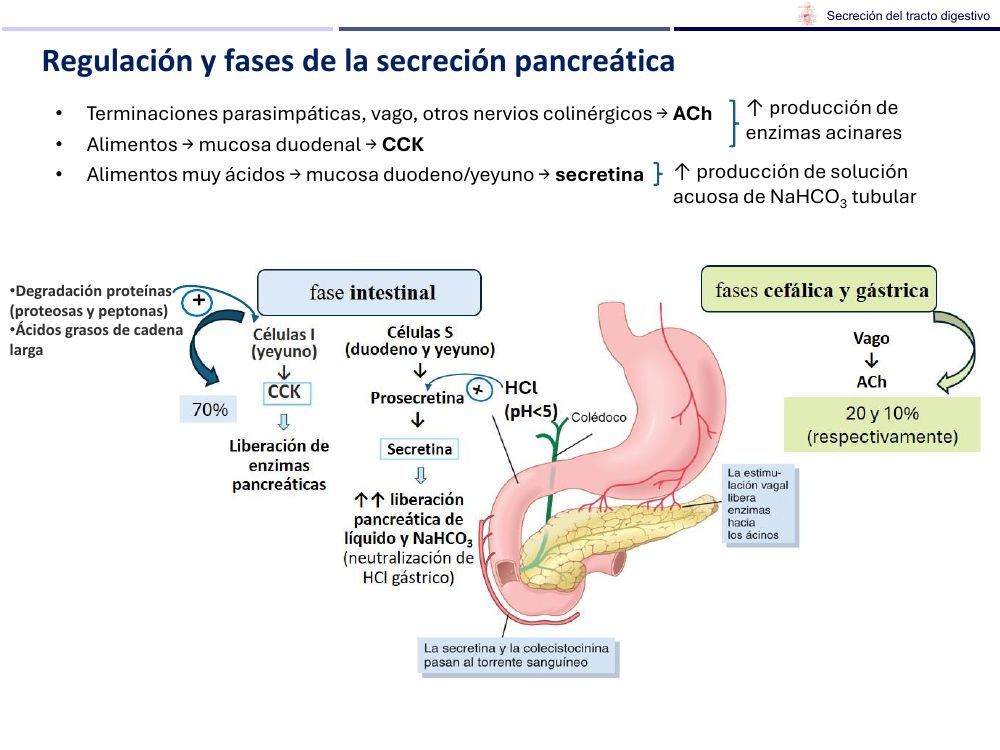 Secreción del tracto digestivo
Regulación y fases de la secreción pancreática
• Terminaciones parasimpáticas, vago, otros nervios colinérgicos → ACh
↑ producción de
enzimas acinares
• Alimentos → mucosa duodenal → CCK
• Alimentos muy ácidos → mucosa duodeno/yeyuno → secretina
↑ producción de solución
acuosa de NaHCO₃ tubular
•Degradación proteínas
(proteosas y peptonas)
•Ácidos grasos de cadena
larga
+
70%
fase intestinal
Células I
(yeyuno)
↓
CCK
Liberación de
enzimas
pancreáticas
Células S
(duodeno y yeyuno)
↓
Prosecretina
+
HCl
(pH<5)
↓
Secretina
↑↑ liberación
pancreática de
líquido y NaHCO₃
(neutralización de
HCl gástrico)
Colédoco
fases cefálica y gástrica
Vago
↓
ACh
20 y 10%
(respectivamente)
La estimu-
lación vagal
libera
enzimas
hacia
los ácinos
La secretina y la colecistocinina
pasan al torrente sanguíneo